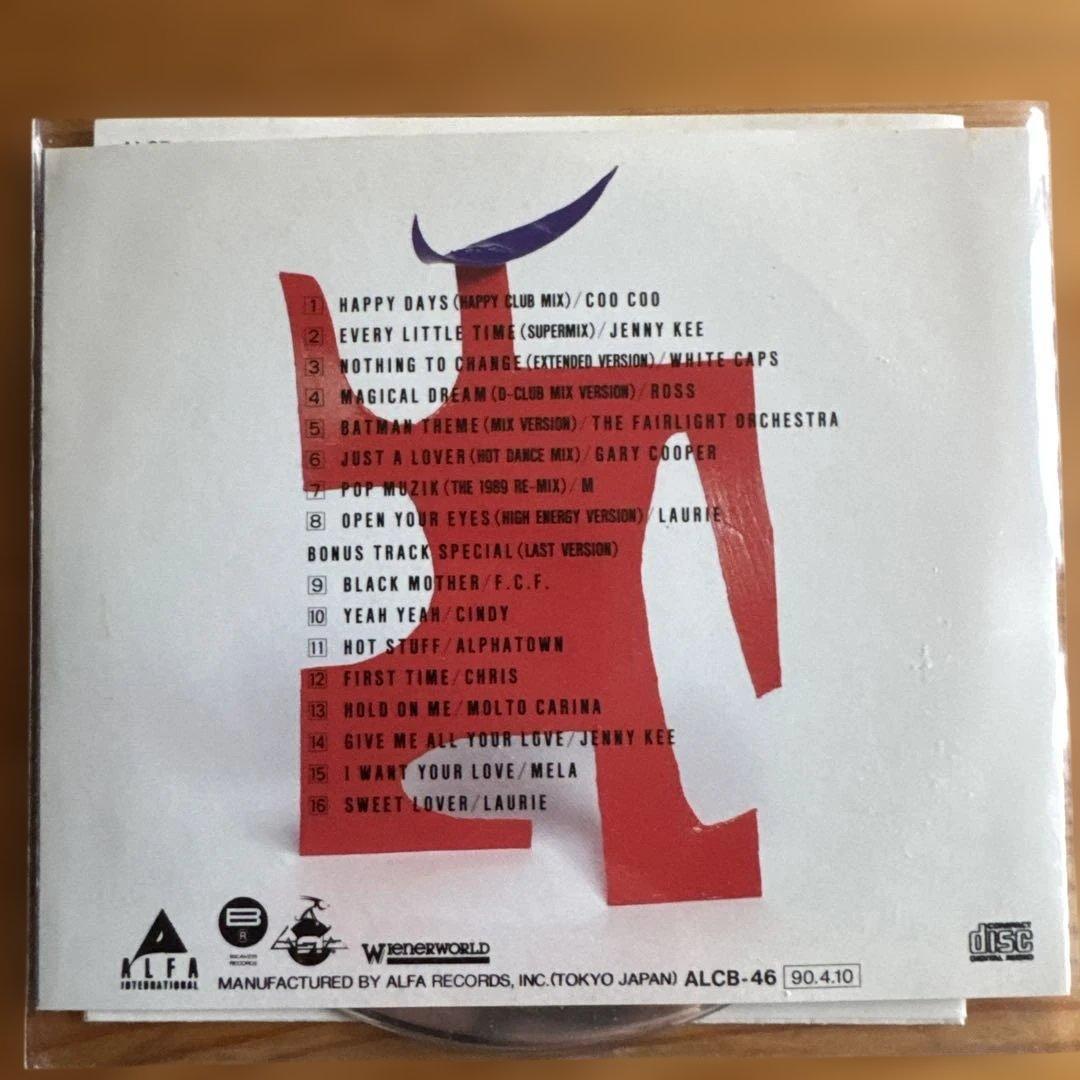 1 HAPPY DAYS (HAPPY CLUB MIX) / COO COO
2 EVERY LITTLE TIME (SUPERMIX) / JENNY KEE
3 NOTHING TO CHANGE (EXTENDED VERSION) / WHITE CAPS
4 MAGICAL DREAM (D-CLUB MIX VERSION) / ROSS
5 BATMAN THEME (MIX VERSION) / THE FAIRLIGHT ORCHESTRA
6 JUST A LOVER (HOT DANCE MIX) / GARY COOPER
7 POP MUZIK (THE 1989 RE-MIX) / M
8 OPEN YOUR EYES (HIGH ENERGY VERSION) / LAURIE
BONUS TRACK SPECIAL (LAST VERSION)
9 BLACK MOTHER / F.C.F.
10 YEAH YEAH / CINDY
11 HOT STUFF / ALPHATOWN
12 FIRST TIME / CHRIS
13 HOLD ON ME / MOLTO CARINA
14 GIVE ME ALL YOUR LOVE / JENNY KEE
15 I WANT YOUR LOVE / MELA
16 SWEET LOVER / LAURIE
ALFA
INTERNATIONAL
B
R
RECORDS
WIENERWORLD
COMPACT
disc
DIGITAL AUDIO
MANUFACTURED BY ALFA RECORDS, INC. (TOKYO JAPAN) ALCB-46 90.4.10